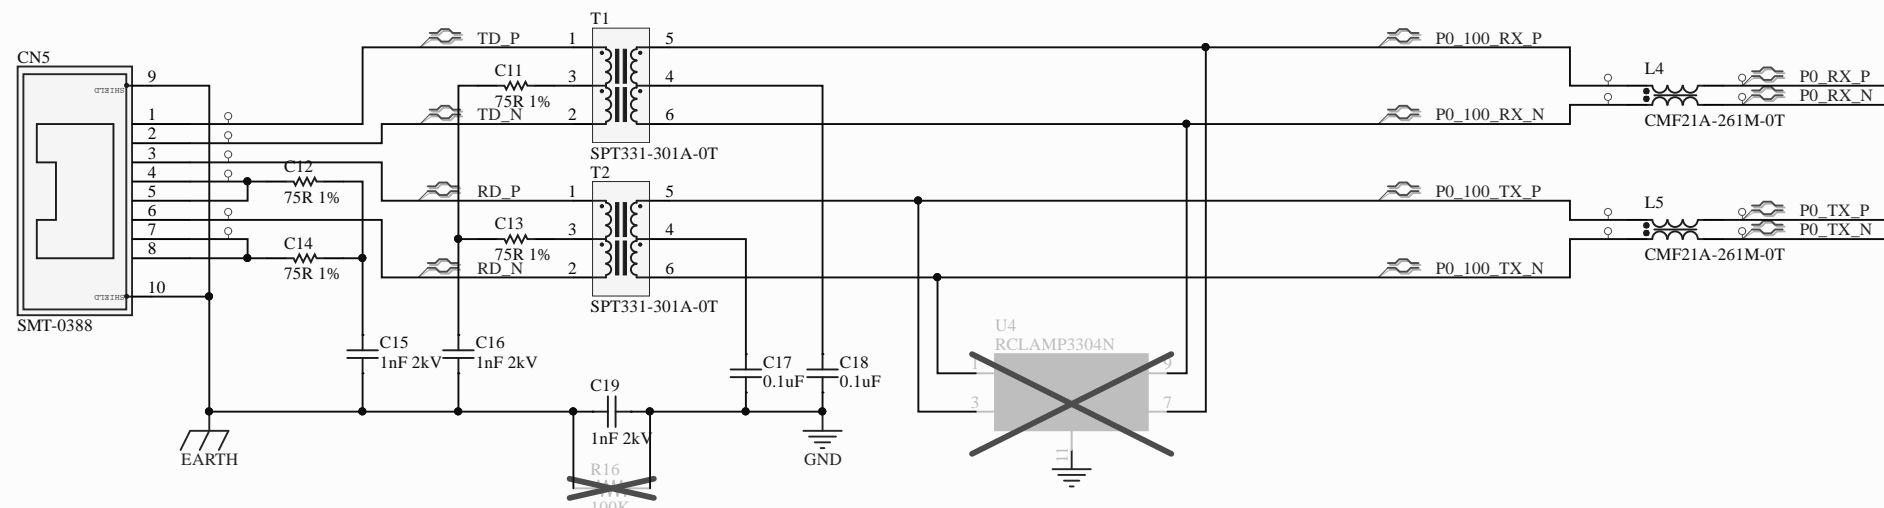 CN5
SHIELD
9
1
2
3
4
5
6
7
8
10
SHIELD
SMT-0388
C12
75R 1%
C14
75R 1%
EARTH
TD_P
C11
75R 1%
TD_N
RD_P
C13
75R 1%
RD_N
T1
1
3
2
5
4
6
SPT331-301A-0T
T2
1
3
2
5
4
6
SPT331-301A-0T
C15
1nF 2kV
C16
1nF 2kV
C19
1nF 2kV
R16
100K
C17
0.1uF
C18
0.1uF
GND
U4
RCLAMP3304N
1
3
9
7
11
P0_100_RX_P
P0_100_RX_N
P0_100_TX_P
P0_100_TX_N
L4
CMF21A-261M-0T
P0_RX_P
P0_RX_N
L5
CMF21A-261M-0T
P0_TX_P
P0_TX_N